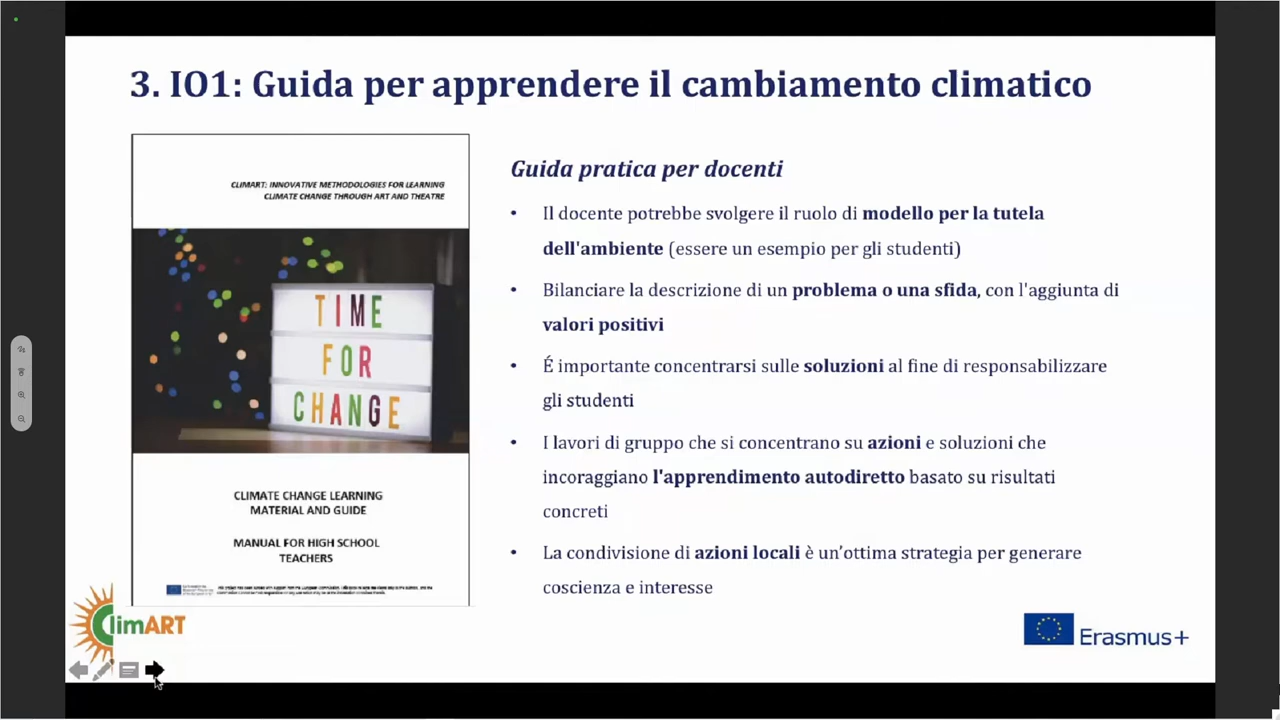 3. IO1: Guida per apprendere il cambiamento climatico
CLIMART: INNOVATIVE METHODOLOGIES FOR LEARNING
CLIMATE CHANGE THROUGH ART AND THEATRE
TIME
FOR
CHANGE
CLIMATE CHANGE LEARNING
MATERIAL AND GUIDE
MANUAL FOR HIGH SCHOOL
TEACHERS
Guida pratica per docenti
• Il docente potrebbe svolgere il ruolo di modello per la tutela
dell'ambiente (essere un esempio per gli studenti)
• Bilanciare la descrizione di un problema o una sfida, con l'aggiunta di
valori positivi
• É importante concentrarsi sulle soluzioni al fine di responsabilizzare
gli studenti
• I lavori di gruppo che si concentrano su azioni e soluzioni che
incoraggiano l'apprendimento autodiretto basato su risultati
concreti
• La condivisione di azioni locali è un’ottima strategia per generare
coscienza e interesse
ClimART
Erasmus+